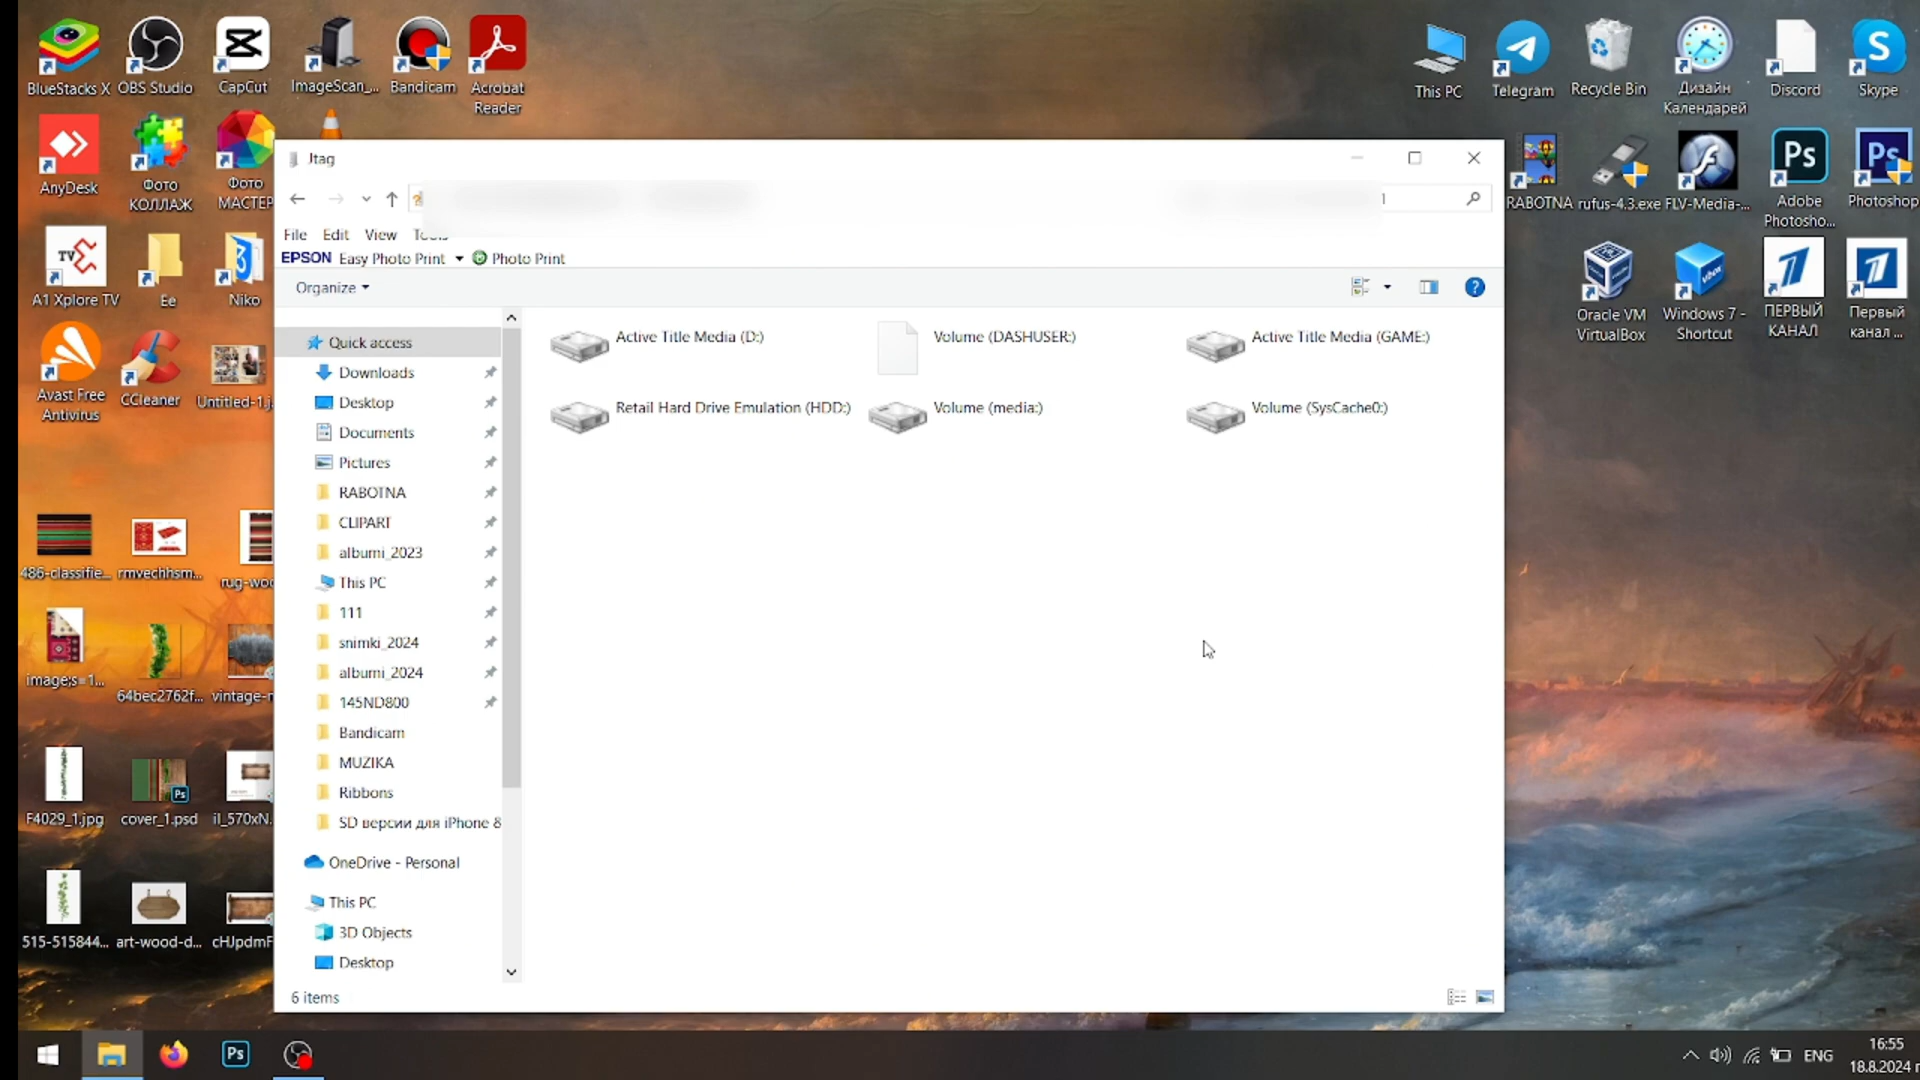 BlueStacks X
OBS Studio
CapCut
ImageScan_...
Bandicam
Acrobat
Reader
This PC
Telegram
Recycle Bin
Дизайн
Календарей
Discord
Skype
AnyDesk
ФОТО
КОЛЛАЖ
ФОТО
МАСТЕР
RABOTNA
rufus-4.3.exe
FLV-Media-...
Ps
Adobe
Photosho...
Photoshop
A1 Xplore TV
Ee
Niko
Oracle VM
VirtualBox
Windows 7 -
Shortcut
ПЕРВЫЙ
КАНАЛ
Первый
канал ...
Avast Free
Antivirus
CCleaner
Untitled-1.j
486-classifie...
rmvechhsm...
rug-woo
image;s=1...
64bec2762f...
vintage-r
F4029_1.jpg
cover_1.psd
il_570xN.
515-515844...
art-wood-d...
cHJpdmF
Jtag
File Edit View Tools
EPSON Easy Photo Print Photo Print
Organize
Quick access
Downloads
Desktop
Documents
Pictures
RABOTNA
CLIPART
albumi_2023
This PC
111
snimki_2024
albumi_2024
145ND800
Bandicam
MUZIKA
Ribbons
SD версии для iPhone &
OneDrive - Personal
This PC
3D Objects
Desktop
Active Title Media (D:)
Volume (DASHUSER:)
Active Title Media (GAME:)
Retail Hard Drive Emulation (HDD:)
Volume (media:)
Volume (SysCache0:)
6 items
Ps
ENG
16:55
18.8.2024 г